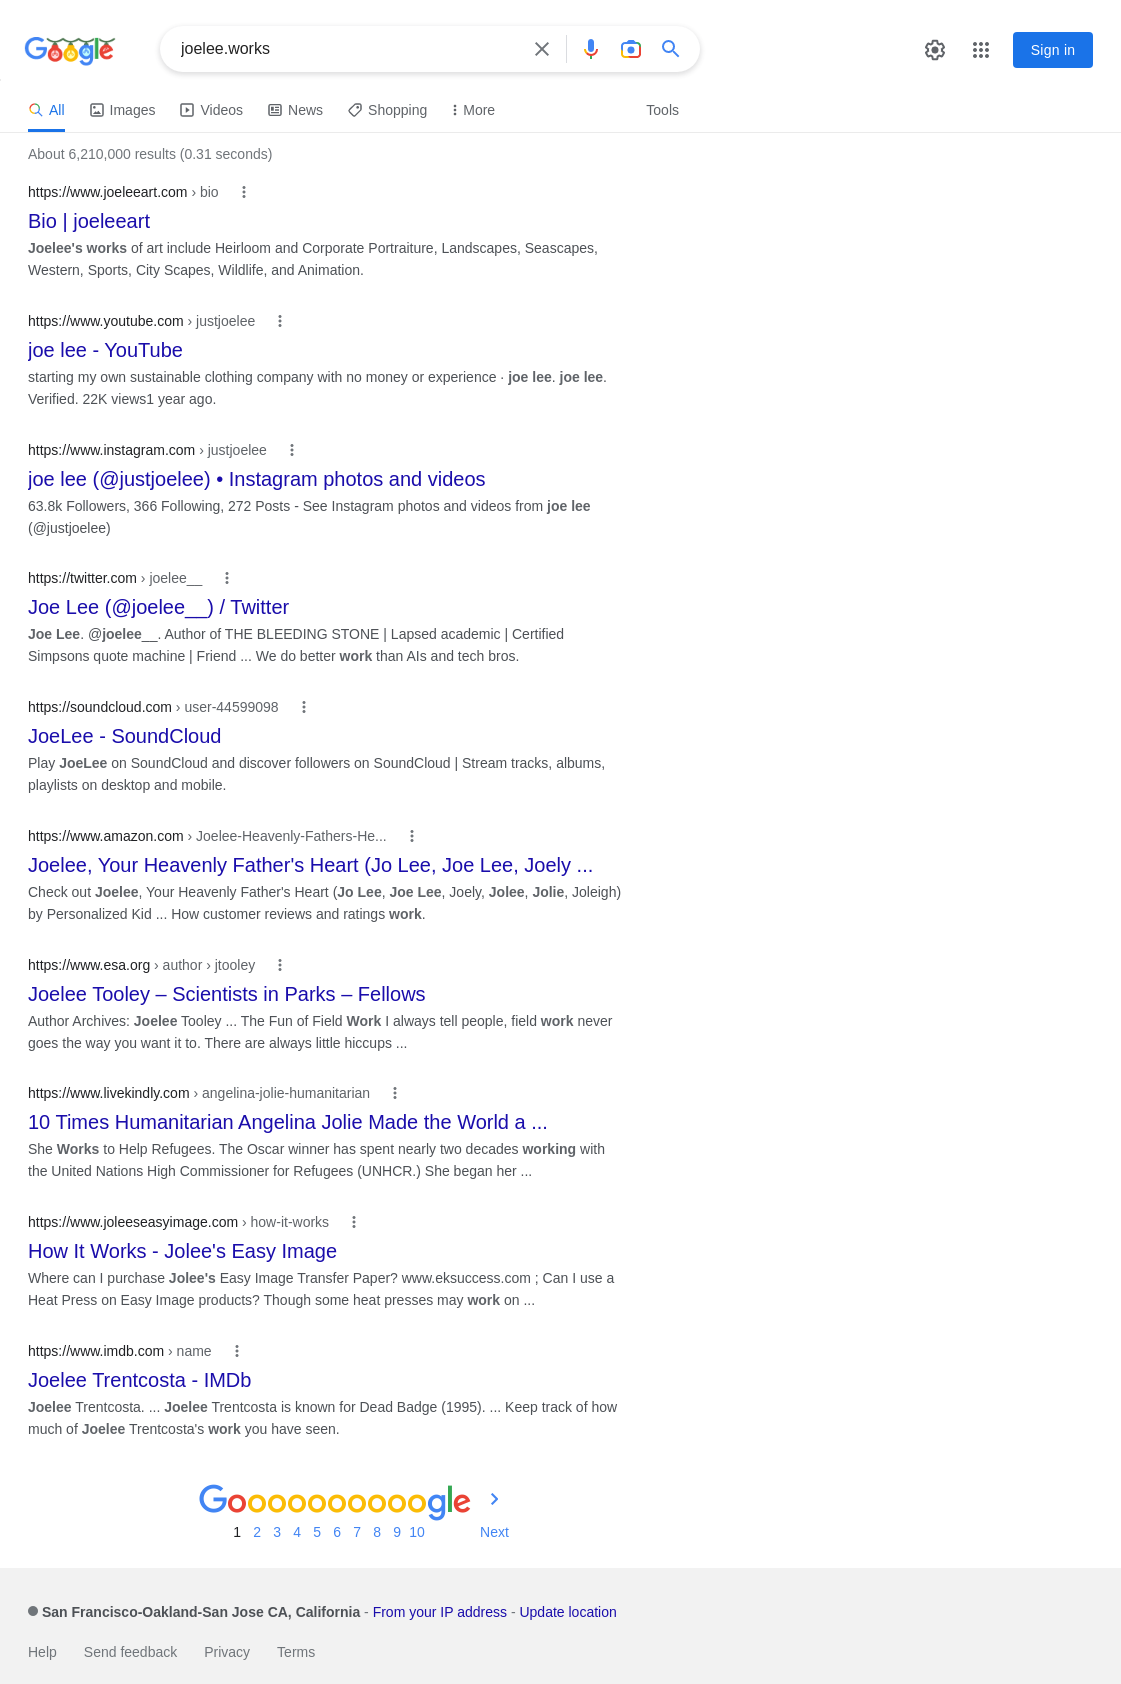 Google
joelee.works
Sign in
All Images Videos News Shopping More Tools
About 6,210,000 results (0.31 seconds)
https://www.joeleeart.com › bio
Bio | joeleeart
Joelee's works of art include Heirloom and Corporate Portraiture, Landscapes, Seascapes,
Western, Sports, City Scapes, Wildlife, and Animation.
https://www.youtube.com › justjoelee
joe lee - YouTube
starting my own sustainable clothing company with no money or experience · joe lee. joe lee.
Verified. 22K views1 year ago.
https://www.instagram.com › justjoelee
joe lee (@justjoelee) • Instagram photos and videos
63.8k Followers, 366 Following, 272 Posts - See Instagram photos and videos from joe lee
(@justjoelee)
https://twitter.com › joelee__
Joe Lee (@joelee__) / Twitter
Joe Lee. @joelee__. Author of THE BLEEDING STONE | Lapsed academic | Certified
Simpsons quote machine | Friend ... We do better work than AIs and tech bros.
https://soundcloud.com › user-44599098
JoeLee - SoundCloud
Play JoeLee on SoundCloud and discover followers on SoundCloud | Stream tracks, albums,
playlists on desktop and mobile.
https://www.amazon.com › Joelee-Heavenly-Fathers-He...
Joelee, Your Heavenly Father's Heart (Jo Lee, Joe Lee, Joely ...
Check out Joelee, Your Heavenly Father's Heart (Jo Lee, Joe Lee, Joely, Jolee, Jolie, Joleigh)
by Personalized Kid ... How customer reviews and ratings work.
https://www.esa.org › author › jtooley
Joelee Tooley – Scientists in Parks – Fellows
Author Archives: Joelee Tooley ... The Fun of Field Work I always tell people, field work never
goes the way you want it to. There are always little hiccups ...
https://www.livekindly.com › angelina-jolie-humanitarian
10 Times Humanitarian Angelina Jolie Made the World a ...
She Works to Help Refugees. The Oscar winner has spent nearly two decades working with
the United Nations High Commissioner for Refugees (UNHCR.) She began her ...
https://www.joleeseasyimage.com › how-it-works
How It Works - Jolee's Easy Image
Where can I purchase Jolee's Easy Image Transfer Paper? www.eksuccess.com ; Can I use a
Heat Press on Easy Image products? Though some heat presses may work on ...
https://www.imdb.com › name
Joelee Trentcosta - IMDb
Joelee Trentcosta. ... Joelee Trentcosta is known for Dead Badge (1995). ... Keep track of how
much of Joelee Trentcosta's work you have seen.
Goooooooooogle
1 2 3 4 5 6 7 8 9 10 Next
San Francisco-Oakland-San Jose CA, California - From your IP address - Update location
Help Send feedback Privacy Terms